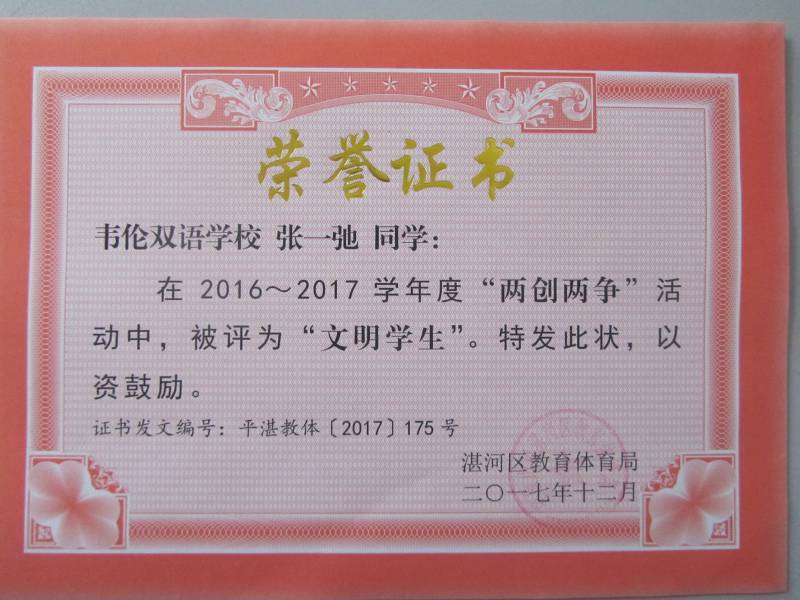 荣誉证书
韦伦双语学校 张一弛 同学：
在 2016～2017 学年度“两创两争”活
动中，被评为“文明学生”。特发此状，以
资鼓励。
证书发文编号：平湛教体〔2017〕175 号
湛河区教育体育局
二〇一七年十二月